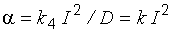 α = k₄ I² / D = k I²